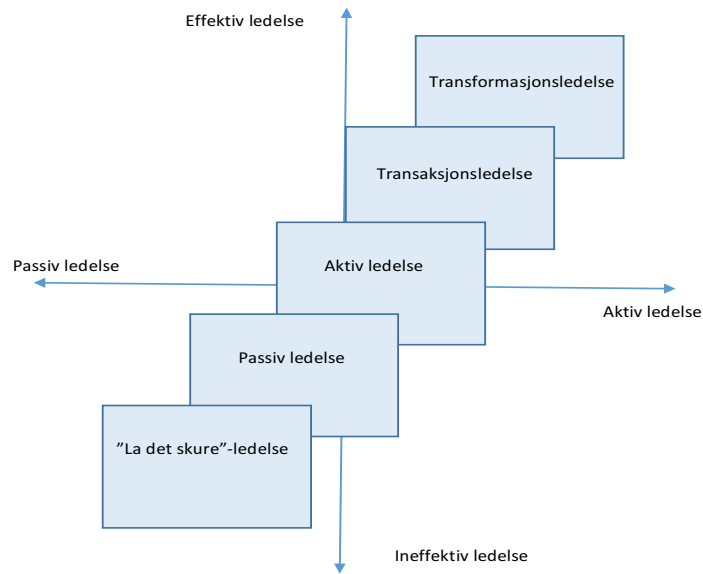 Effektiv ledelse
Transformasjonsledelse
Transaksjonsledelse
Passiv ledelse
Aktiv ledelse
Aktiv ledelse
Passiv ledelse
”La det skure”-ledelse
Ineffektiv ledelse